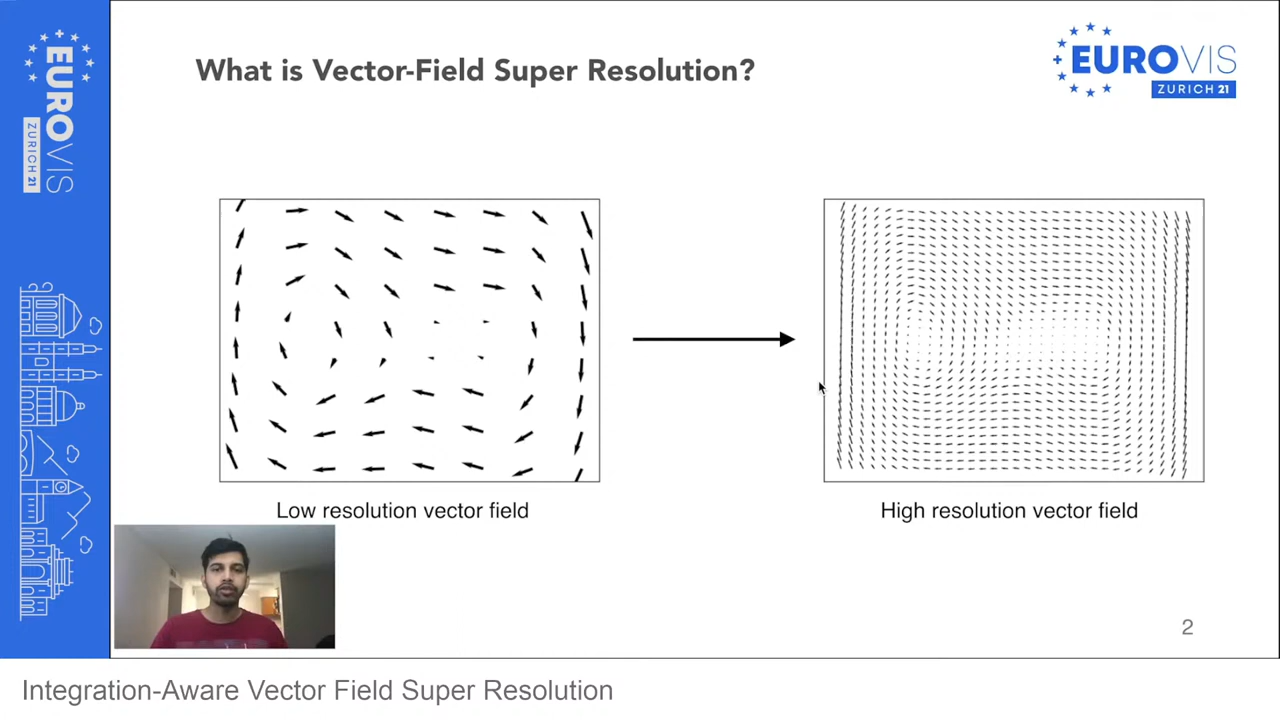 EUROVIS
ZURICH 21
What is Vector-Field Super Resolution?
EUROVIS
ZURICH 21
Low resolution vector field
High resolution vector field
2
Integration-Aware Vector Field Super Resolution